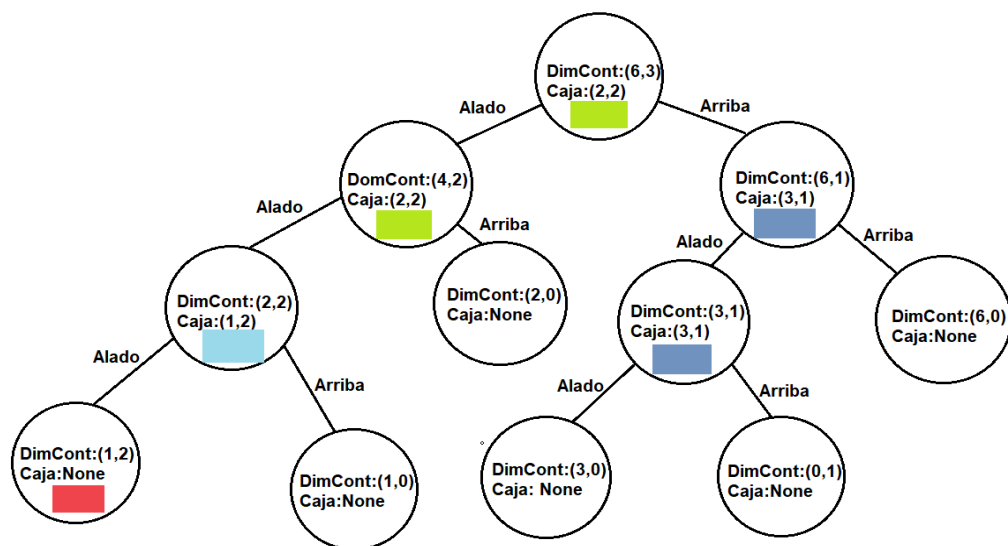 DimCont:(6,3)
Caja:(2,2)
Alado
Arriba
DomCont:(4,2)
Caja:(2,2)
DimCont:(6,1)
Caja:(3,1)
Alado
Arriba
Alado
Arriba
DimCont:(2,2)
Caja:(1,2)
DimCont:(2,0)
Caja:None
DimCont:(3,1)
Caja:(3,1)
DimCont:(6,0)
Caja:None
Alado
Arriba
Alado
Arriba
DimCont:(1,2)
Caja:None
DimCont:(1,0)
Caja:None
DimCont:(3,0)
Caja: None
DimCont:(0,1)
Caja:None